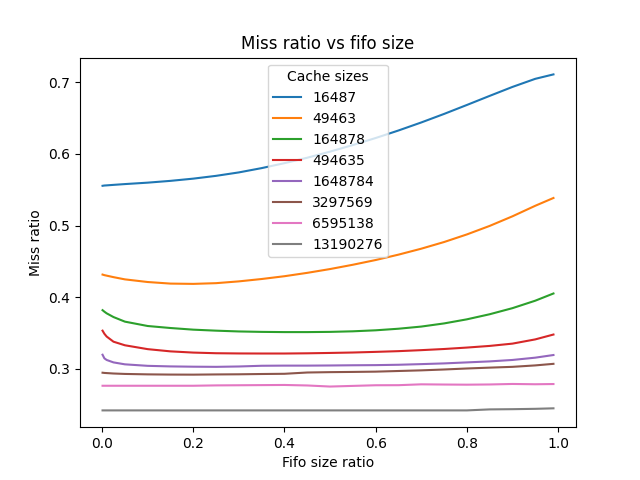 Miss ratio vs fifo size
Cache sizes
16487
49463
164878
494635
1648784
3297569
6595138
13190276
Miss ratio
0.7
0.6
0.5
0.4
0.3
0.0 0.2 0.4 0.6 0.8 1.0
Fifo size ratio